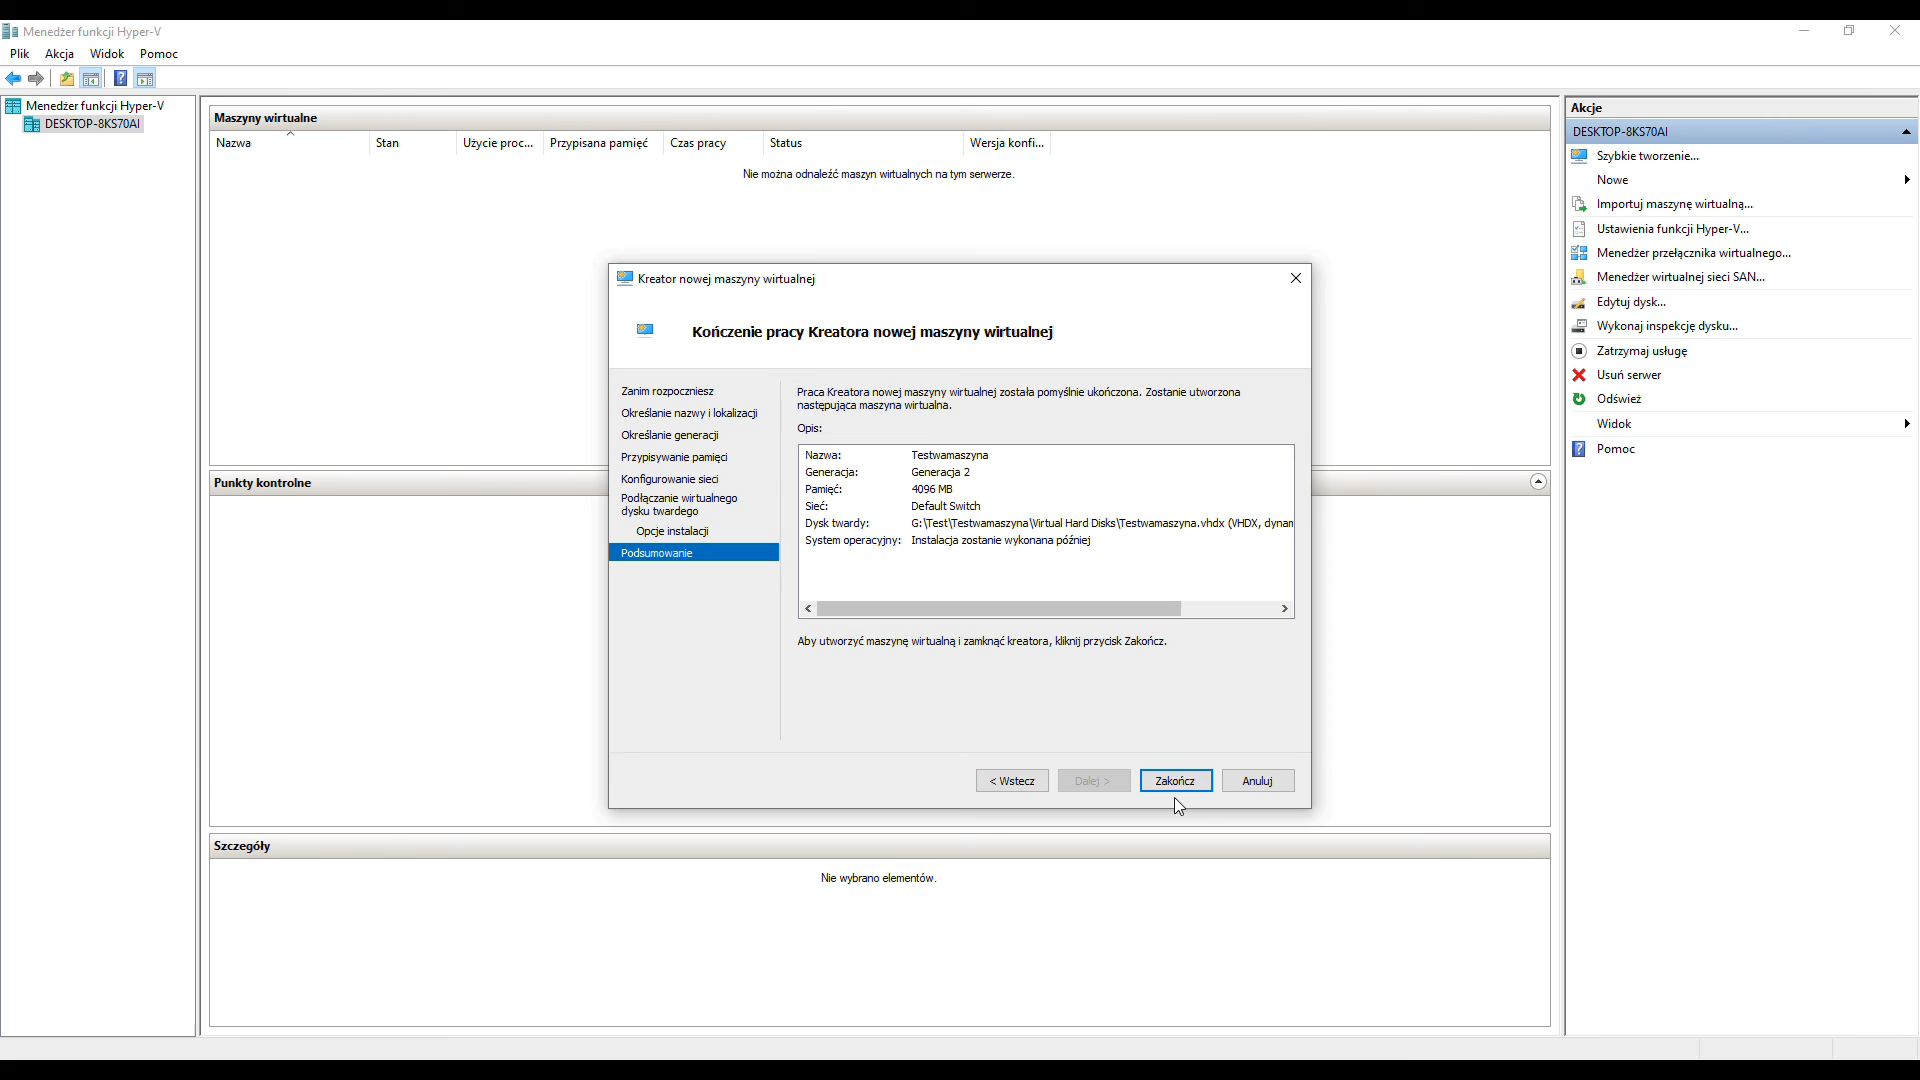 Menedżer funkcji Hyper-V
Plik Akcja Widok Pomoc
Menedżer funkcji Hyper-V
DESKTOP-8KS70AI
Maszyny wirtualne
Nazwa Stan Użycie proc... Przypisana pamięć Czas pracy Status Wersja konfi...
Nie można odnaleźć maszyn wirtualnych na tym serwerze.
Kreator nowej maszyny wirtualnej
Kończenie pracy Kreatora nowej maszyny wirtualnej
Zanim rozpoczniesz
Określanie nazwy i lokalizacji
Określanie generacji
Przypisywanie pamięci
Konfigurowanie sieci
Podłączanie wirtualnego
dysku twardego
Opcje instalacji
Podsumowanie
Praca Kreatora nowej maszyny wirtualnej została pomyślnie ukończona. Zostanie utworzona
następująca maszyna wirtualna.
Opis:
Nazwa: Testwamaszyna
Generacja: Generacja 2
Pamięć: 4096 MB
Sieć: Default Switch
Dysk twardy: G:\Test\Testwamaszyna\Virtual Hard Disks\Testwamaszyna.vhdx (VHDX, dynam
System operacyjny: Instalacja zostanie wykonana później
Aby utworzyć maszynę wirtualną i zamknąć kreatora, kliknij przycisk Zakończ.
< Wstecz Dalej > Zakończ Anuluj
Punkty kontrolne
Szczegóły
Nie wybrano elementów.
Akcje
DESKTOP-8KS70AI
Szybkie tworzenie...
Nowe
Importuj maszynę wirtualną...
Ustawienia funkcji Hyper-V...
Menedżer przełącznika wirtualnego...
Menedżer wirtualnej sieci SAN...
Edytuj dysk...
Wykonaj inspekcję dysku...
Zatrzymaj usługę
Usuń serwer
Odśwież
Widok
Pomoc